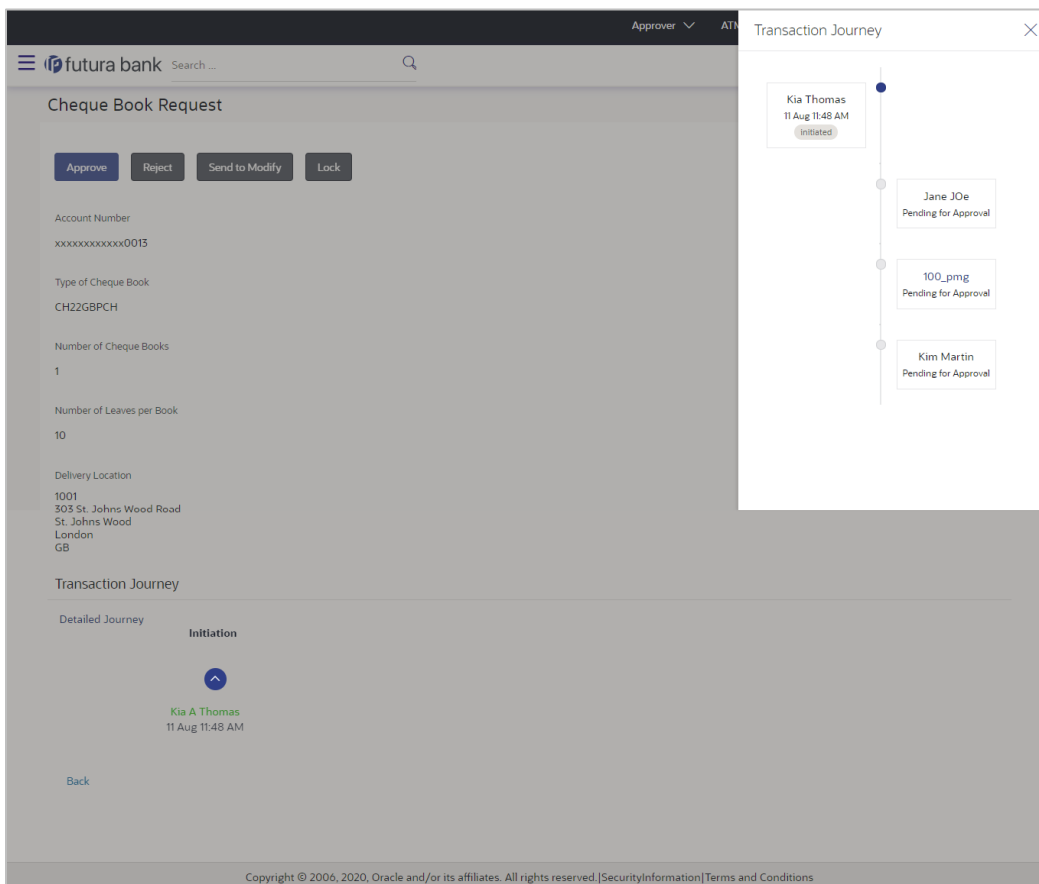 Approver
Transaction Journey
futura bank
Search ...
Cheque Book Request
Kia Thomas
11 Aug 11:48 AM
initiated
Approve
Reject
Send to Modify
Lock
Jane JOe
Pending for Approval
Account Number
xxxxxxxxxxxx0013
100_pmg
Pending for Approval
Type of Cheque Book
CH22GBPCH
Number of Cheque Books
1
Kim Martin
Pending for Approval
Number of Leaves per Book
10
Delivery Location
1001
303 St. Johns Wood Road
St. Johns Wood
London
GB
Transaction Journey
Detailed Journey
Initiation
Kia A Thomas
11 Aug 11:48 AM
Back
Copyright © 2006, 2020, Oracle and/or its affiliates. All rights reserved.|SecurityInformation|Terms and Conditions